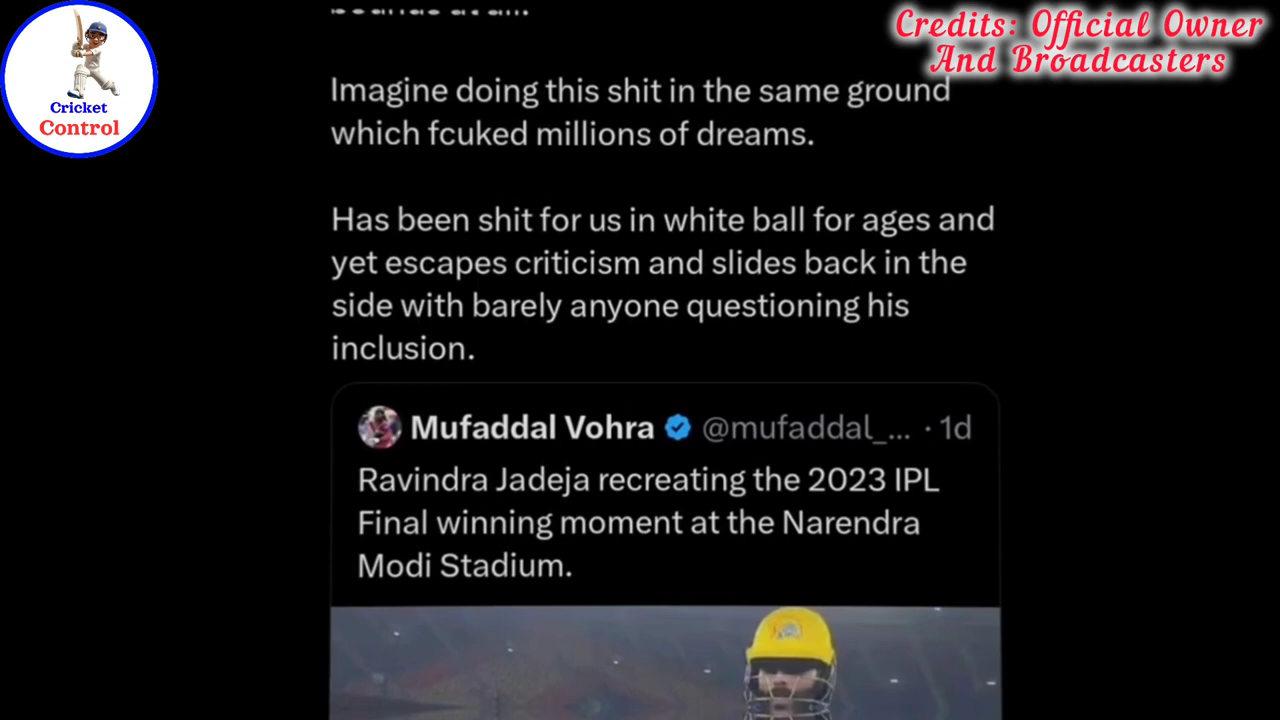 Cricket
Control
Credits: Official Owner
And Broadcasters
Imagine doing this shit in the same ground
which fcuked millions of dreams.
Has been shit for us in white ball for ages and
yet escapes criticism and slides back in the
side with barely anyone questioning his
inclusion.
Mufaddal Vohra @mufaddal_... · 1d
Ravindra Jadeja recreating the 2023 IPL
Final winning moment at the Narendra
Modi Stadium.